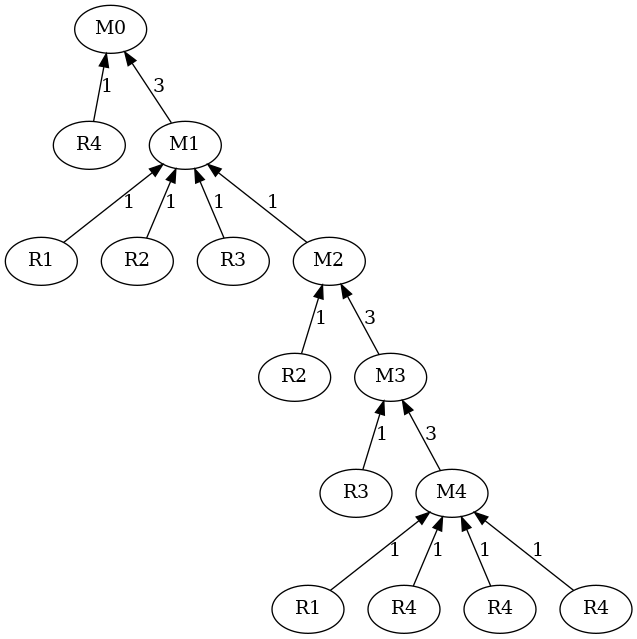 M0
1 3
R4 M1
1 1 1 1
R1 R2 R3 M2
1 3
R2 M3
1 3
R3 M4
1 1 1 1
R1 R4 R4 R4